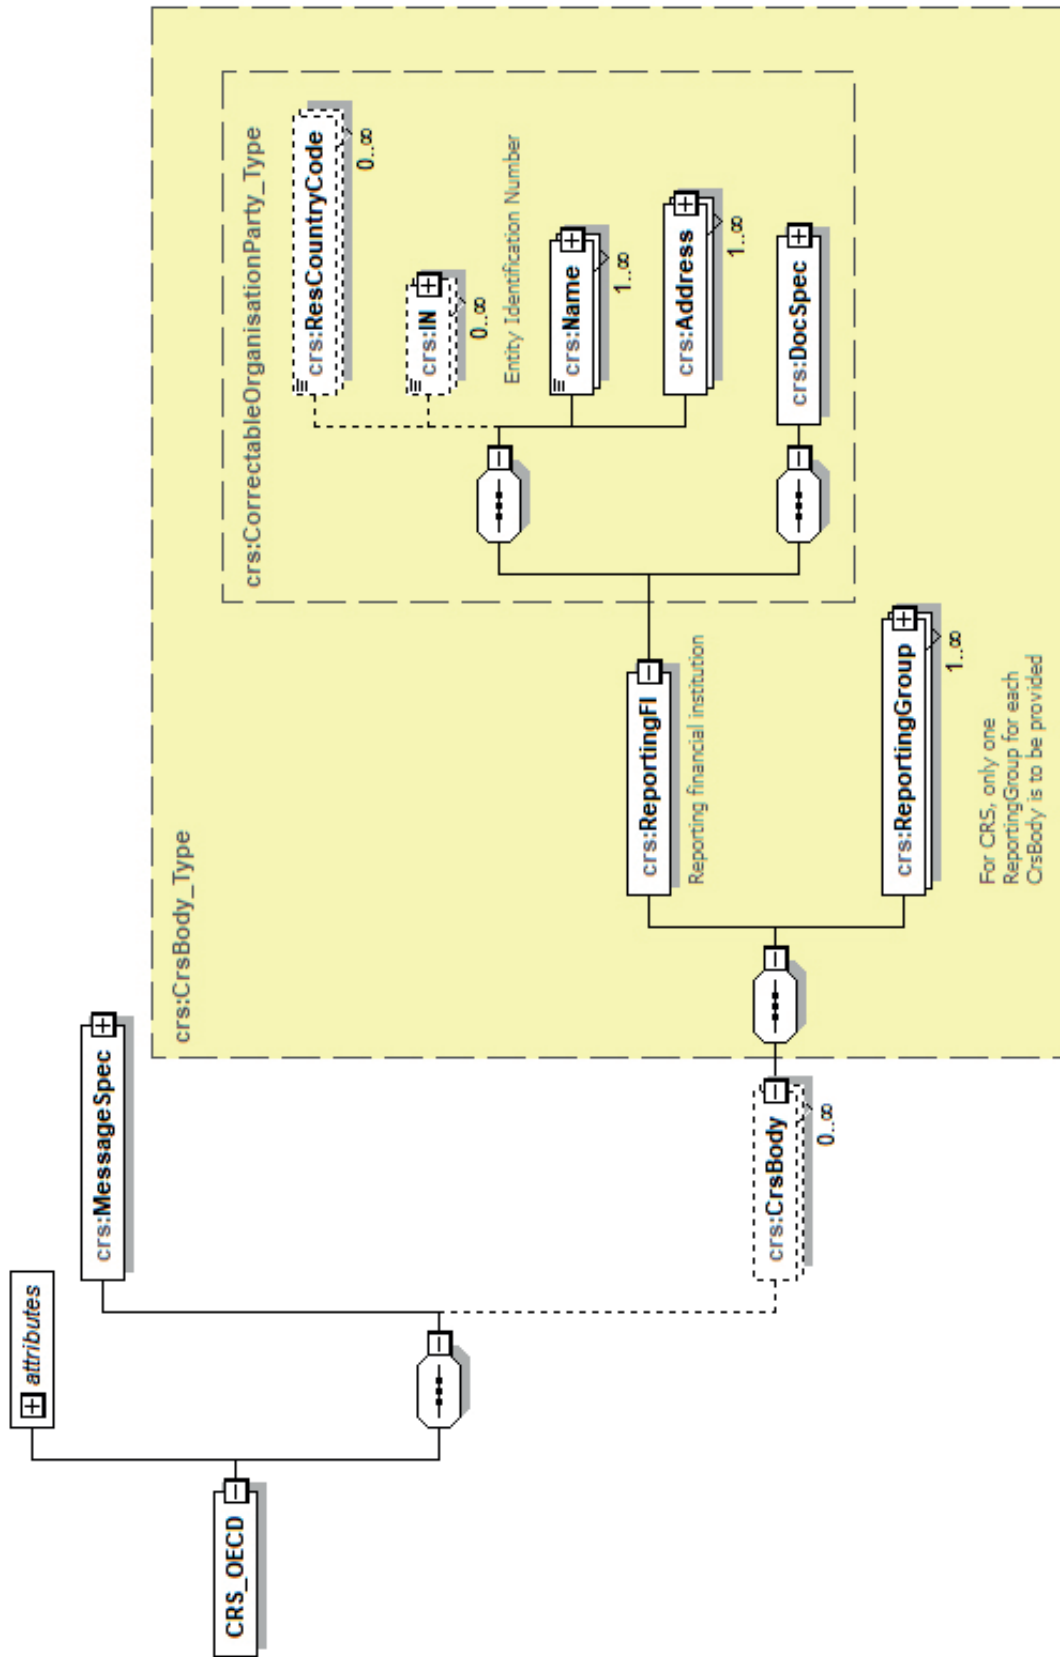 CRS_OECD
attributes
crs:MessageSpec
crs:CrsBody
0..∞
crs:CrsBody_Type
crs:ReportingFI
Reporting financial institution
crs:CorrectableOrganisationParty_Type
crs:ResCountryCode
0..∞
crs:IN
0..∞
Entity Identification Number
crs:Name
1..∞
crs:Address
1..∞
crs:DocSpec
crs:ReportingGroup
1..∞
For CRS, only one
ReportingGroup for each
CrsBody is to be provided